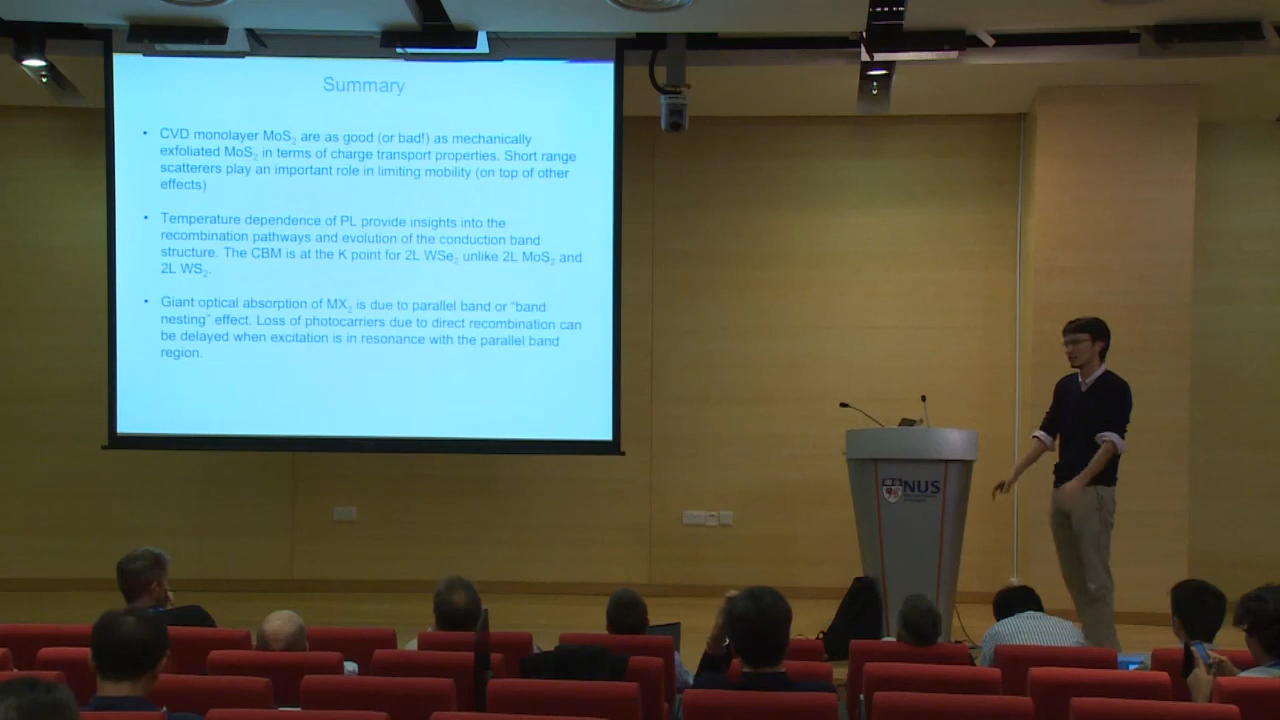 Summary
• CVD monolayer MoS₂ are as good (or bad!) as mechanically
exfoliated MoS₂ in terms of charge transport properties. Short range
scatterers play an important role in limiting mobility (on top of other
effects)
• Temperature dependence of PL provide insights into the
recombination pathways and evolution of the conduction band
structure. The CBM is at the K point for 2L WSe₂ unlike 2L MoS₂ and
2L WS₂.
• Giant optical absorption of MX₂ is due to parallel band or “band
nesting” effect. Loss of photocarriers due to direct recombination can
be delayed when excitation is in resonance with the parallel band
region.
NUS